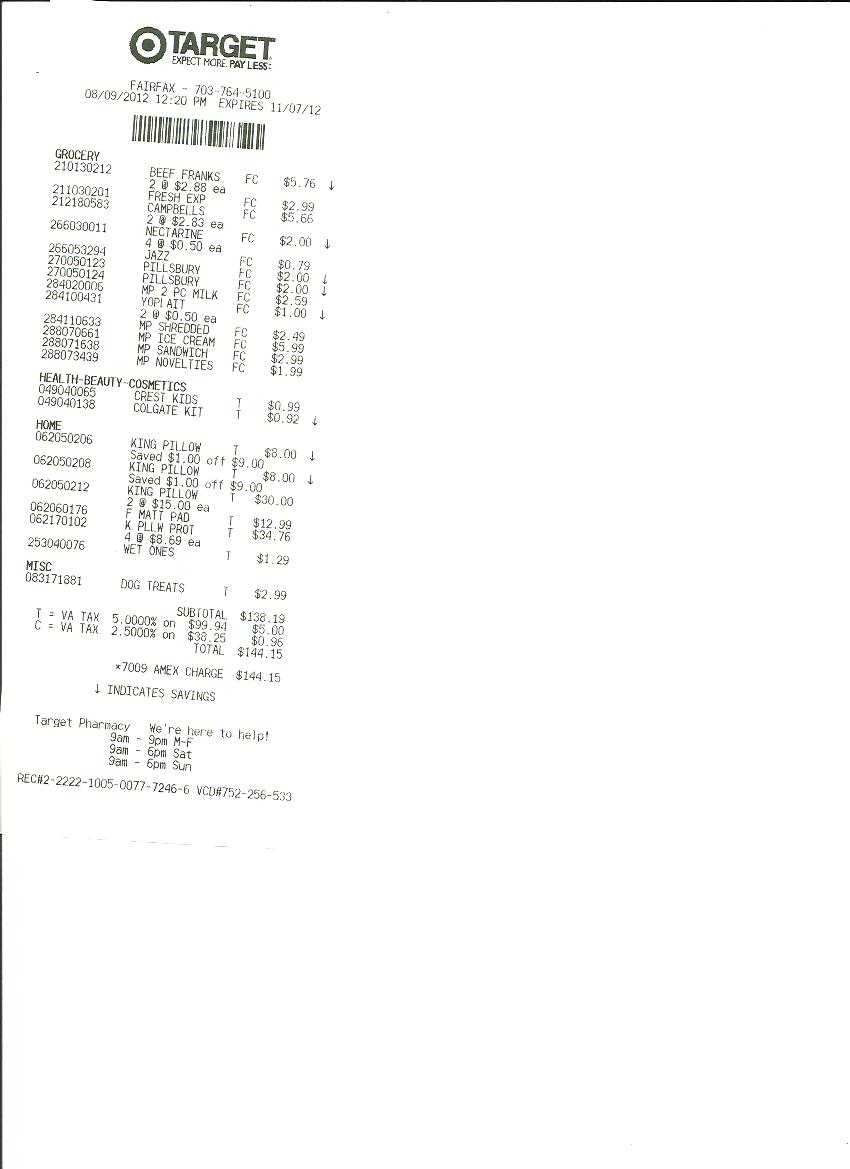 TARGET
EXPECT MORE. PAY LESS.
FAIRFAX - 703-764-5100
08/09/2012 12:20 PM EXPIRES 11/07/12
GROCERY
210130212 BEEF FRANKS FC $5.76 ↓
2 @ $2.88 ea
211030201 FRESH EXP FC $2.99
212180583 CAMPBELLS FC $5.66
2 @ $2.83 ea
266030011 NECTARINE FC $2.00 ↓
4 @ $0.50 ea
266053294 JAZZ FC $0.79
270050123 PILLSBURY FC $2.00 ↓
270050124 PILLSBURY FC $2.00 ↓
284020006 MP 2 PC MILK FC $2.59
284100431 YOPLAIT FC $1.00 ↓
2 @ $0.50 ea
284110633 MP SHREDDED FC $2.49
288070661 MP ICE CREAM FC $5.99
288071638 MP SANDWICH FC $2.99
288073439 MP NOVELTIES FC $1.99
HEALTH-BEAUTY-COSMETICS
049040065 CREST KIDS T $0.99
049040138 COLGATE KIT T $0.92 ↓
HOME
062050206 KING PILLOW T $8.00 ↓
Saved $1.00 off $9.00
062050208 KING PILLOW T $8.00 ↓
Saved $1.00 off $9.00
062050212 KING PILLOW T $30.00
2 @ $15.00 ea
062060176 F MATT PAD T $12.99
062170102 K PLLW PROT T $34.76
4 @ $8.69 ea
253040076 WET ONES T $1.29
MISC
083171881 DOG TREATS T $2.99
SUBTOTAL $138.19
T = VA TAX 5.0000% on $99.94 $5.00
C = VA TAX 2.5000% on $38.25 $0.96
TOTAL $144.15
*7009 AMEX CHARGE $144.15
↓ INDICATES SAVINGS
Target Pharmacy We're here to help!
9am - 9pm M-F
9am - 6pm Sat
9am - 6pm Sun
REC#2-2222-1005-0077-7246-6 VCD#752-256-533